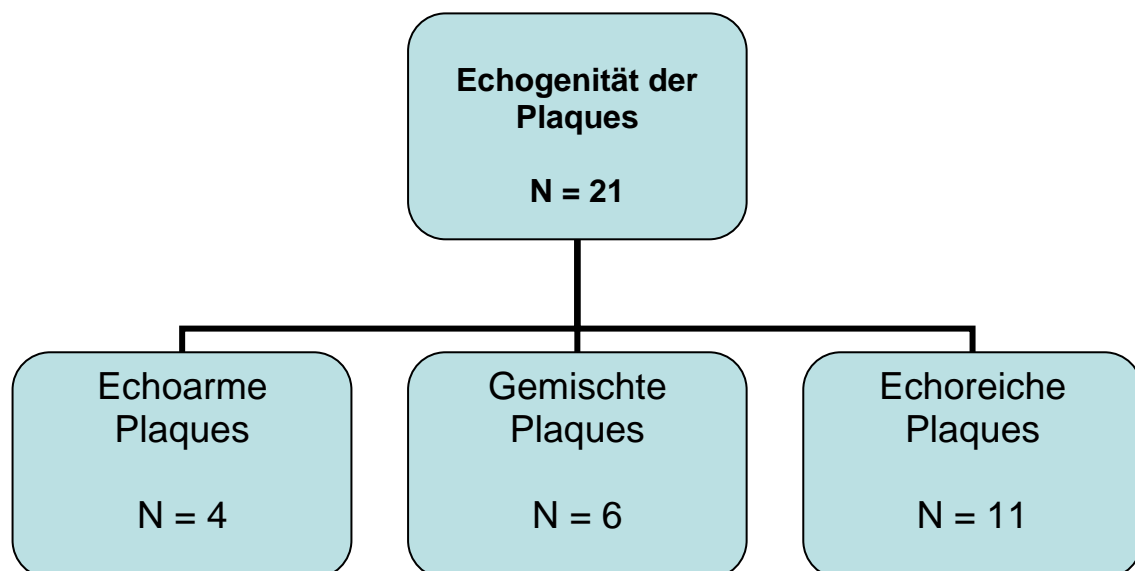 Echogenität der
Plaques
N = 21
Echoarme
Plaques
N = 4
Gemischte
Plaques
N = 6
Echoreiche
Plaques
N = 11